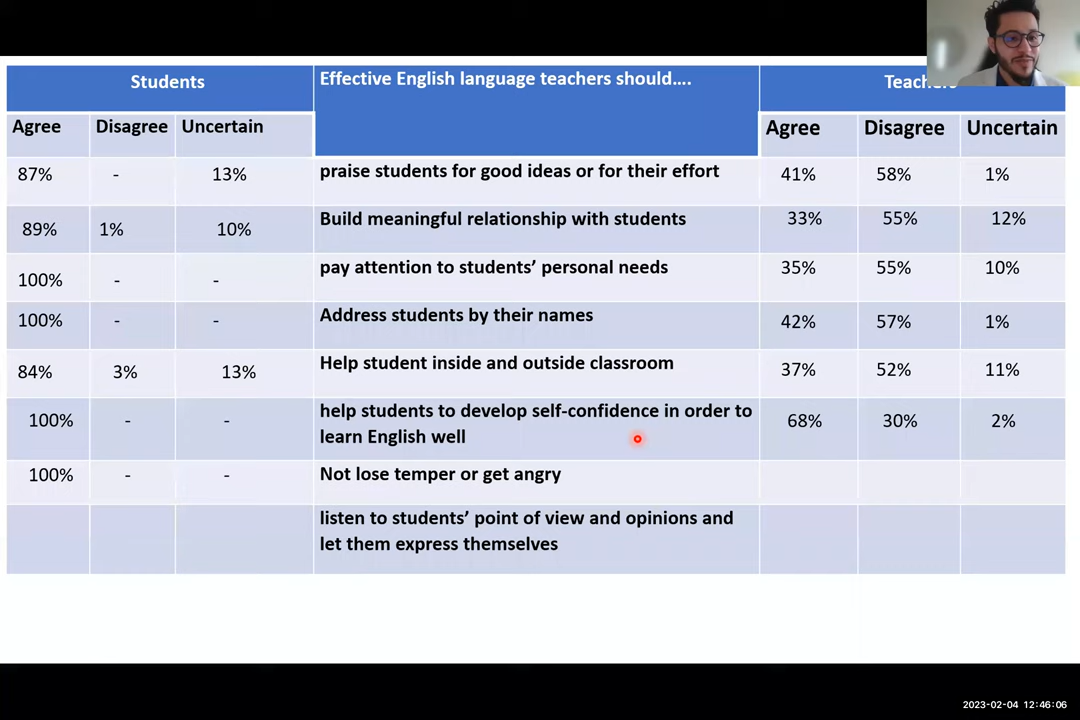 Students Effective English language teachers should.... Teachers
Agree Disagree Uncertain Agree Disagree Uncertain
87% - 13% praise students for good ideas or for their effort 41% 58% 1%
89% 1% 10% Build meaningful relationship with students 33% 55% 12%
100% - - pay attention to students’ personal needs 35% 55% 10%
100% - - Address students by their names 42% 57% 1%
84% 3% 13% Help student inside and outside classroom 37% 52% 11%
100% - - help students to develop self-confidence in order to 68% 30% 2%
learn English well
100% - - Not lose temper or get angry
listen to students’ point of view and opinions and
let them express themselves
2023-02-04 12:46:06